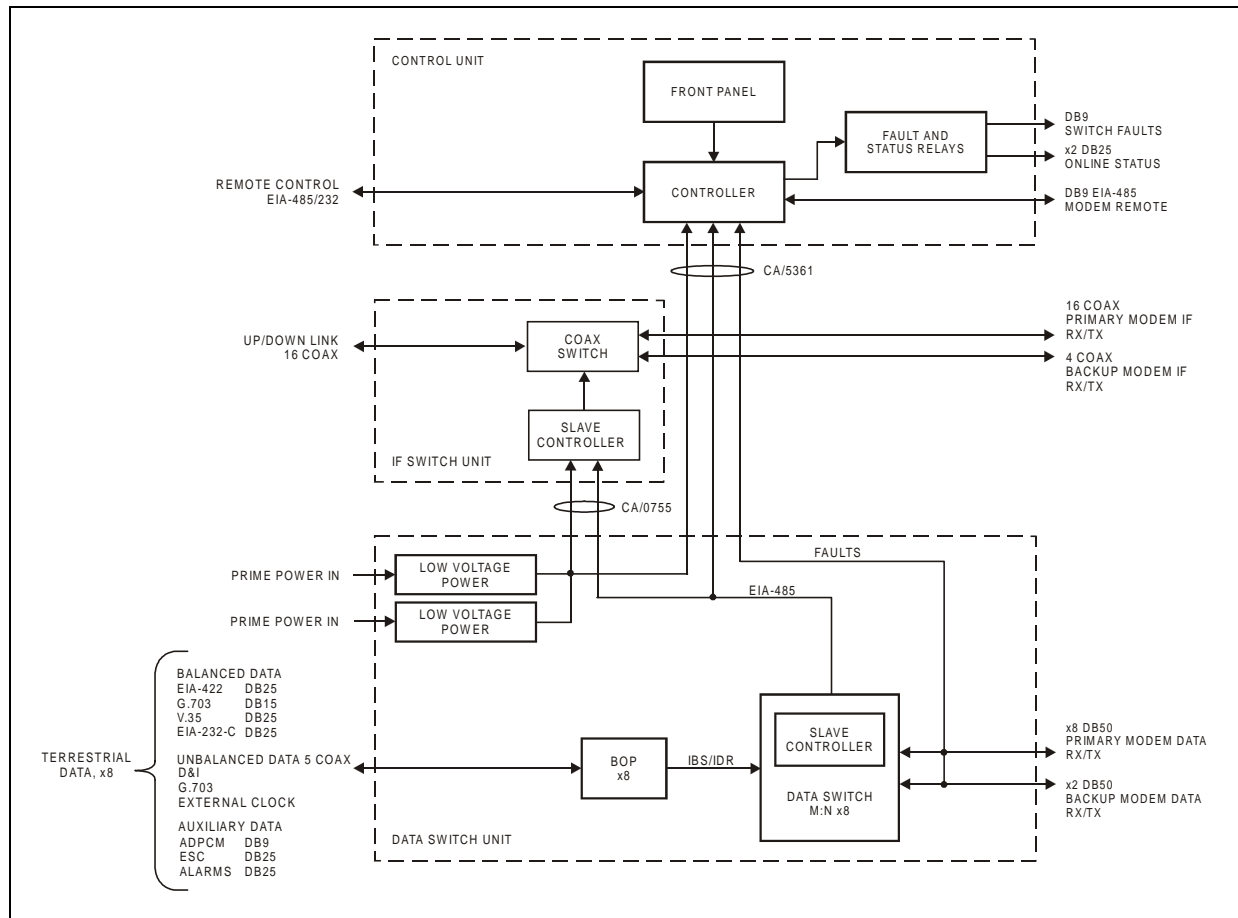 CONTROL UNIT
FRONT PANEL
FAULT AND
STATUS RELAYS
DB9
SWITCH FAULTS
x2 DB25
ONLINE STATUS
REMOTE CONTROL
EIA-485/232
CONTROLLER
DB9 EIA-485
MODEM REMOTE
CA/5361
UP/DOWN LINK
16 COAX
COAX
SWITCH
16 COAX
PRIMARY MODEM IF
RX/TX
4 COAX
BACKUP MODEM IF
RX/TX
SLAVE
CONTROLLER
IF SWITCH UNIT
CA/0755
PRIME POWER IN
LOW VOLTAGE
POWER
FAULTS
EIA-485
PRIME POWER IN
LOW VOLTAGE
POWER
TERRESTRIAL
DATA, x8
BALANCED DATA
EIA-422 DB25
G.703 DB15
V.35 DB25
EIA-232-C DB25
UNBALANCED DATA 5 COAX
D&I
G.703
EXTERNAL CLOCK
AUXILIARY DATA
ADPCM DB9
ESC DB25
ALARMS DB25
BOP
x8
IBS/IDR
SLAVE
CONTROLLER
DATA SWITCH
M:N x8
x8 DB50
PRIMARY MODEM DATA
RX/TX
x2 DB50
BACKUP MODEM DATA
RX/TX
DATA SWITCH UNIT